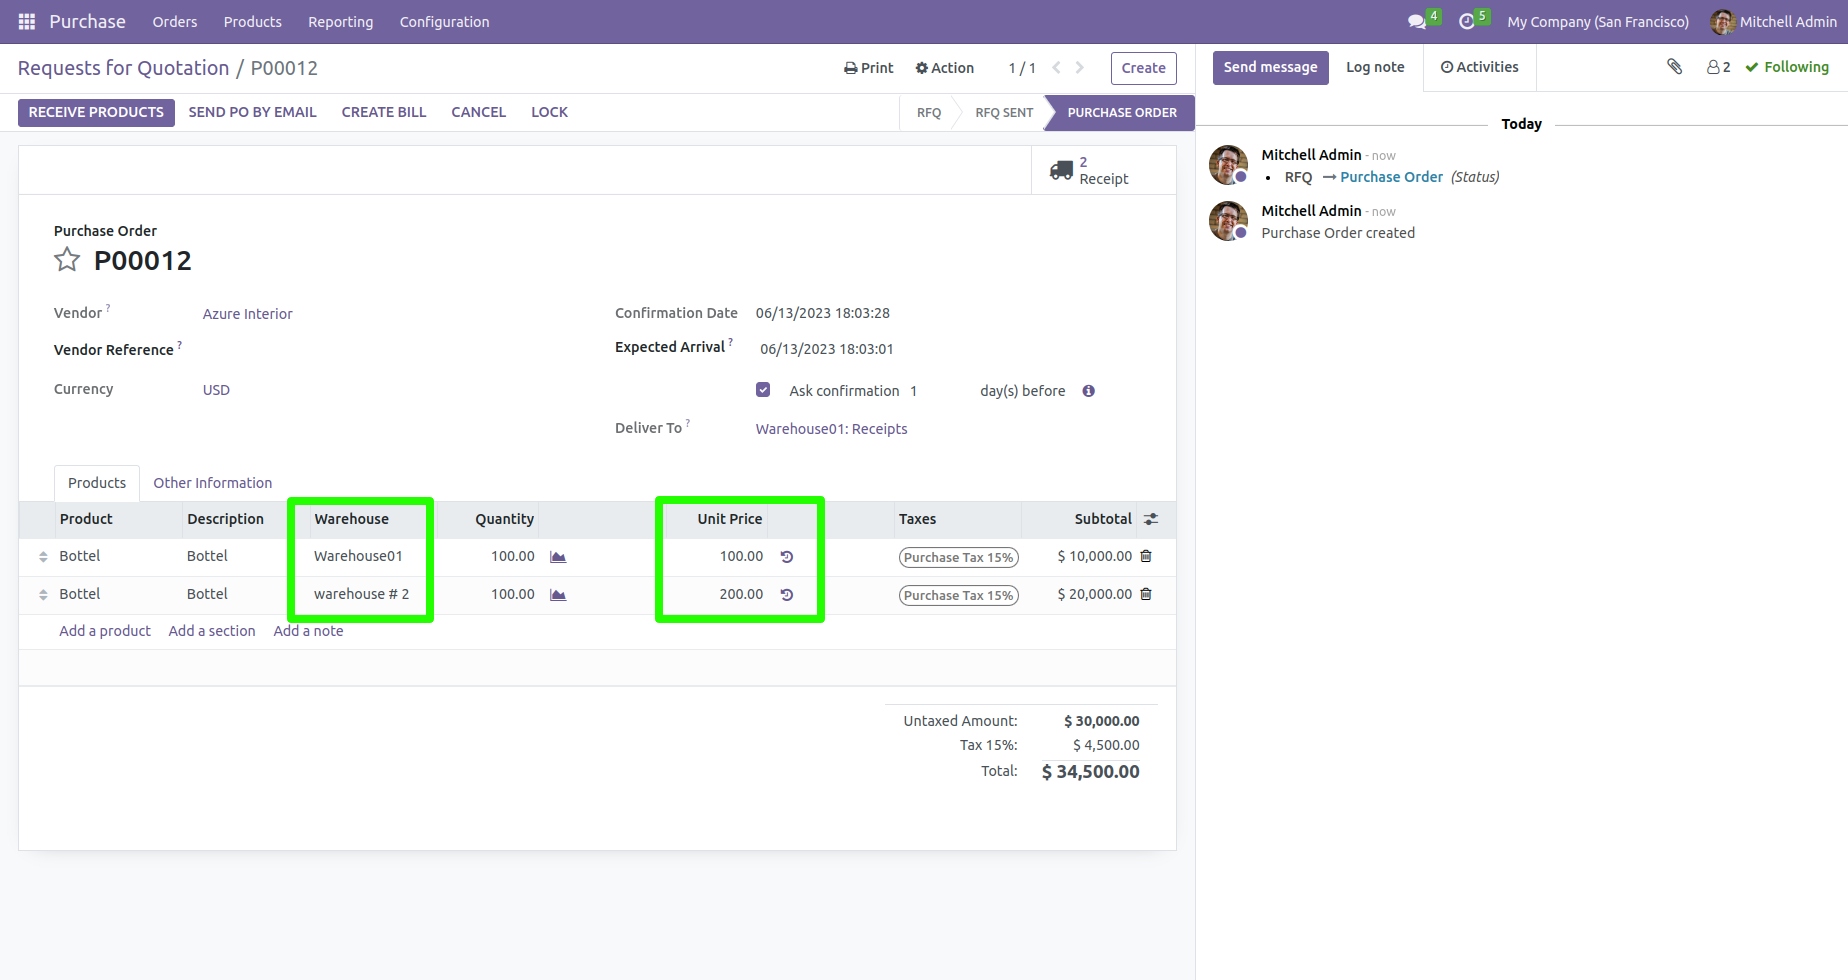 Purchase Orders Products Reporting Configuration 4 5 My Company (San Francisco) Mitchell Admin
Requests for Quotation / P00012 Print Action 1 / 1 Create
Send message Log note Activities 2 Following
RECEIVE PRODUCTS SEND PO BY EMAIL CREATE BILL CANCEL LOCK RFQ RFQ SENT PURCHASE ORDER
Today
Mitchell Admin - now
• RFQ → Purchase Order (Status)
Mitchell Admin - now
Purchase Order created
2
Receipt
Purchase Order
P00012
Vendor ? Azure Interior
Vendor Reference ?
Currency USD
Confirmation Date 06/13/2023 18:03:28
Expected Arrival ? 06/13/2023 18:03:01
Ask confirmation 1 day(s) before
Deliver To ? Warehouse01: Receipts
Products Other Information
Product Description Warehouse Quantity Unit Price Taxes Subtotal
Bottel Bottel Warehouse01 100.00 100.00 Purchase Tax 15% $ 10,000.00
Bottel Bottel warehouse # 2 100.00 200.00 Purchase Tax 15% $ 20,000.00
Add a product Add a section Add a note
Untaxed Amount: $ 30,000.00
Tax 15%: $ 4,500.00
Total: $ 34,500.00